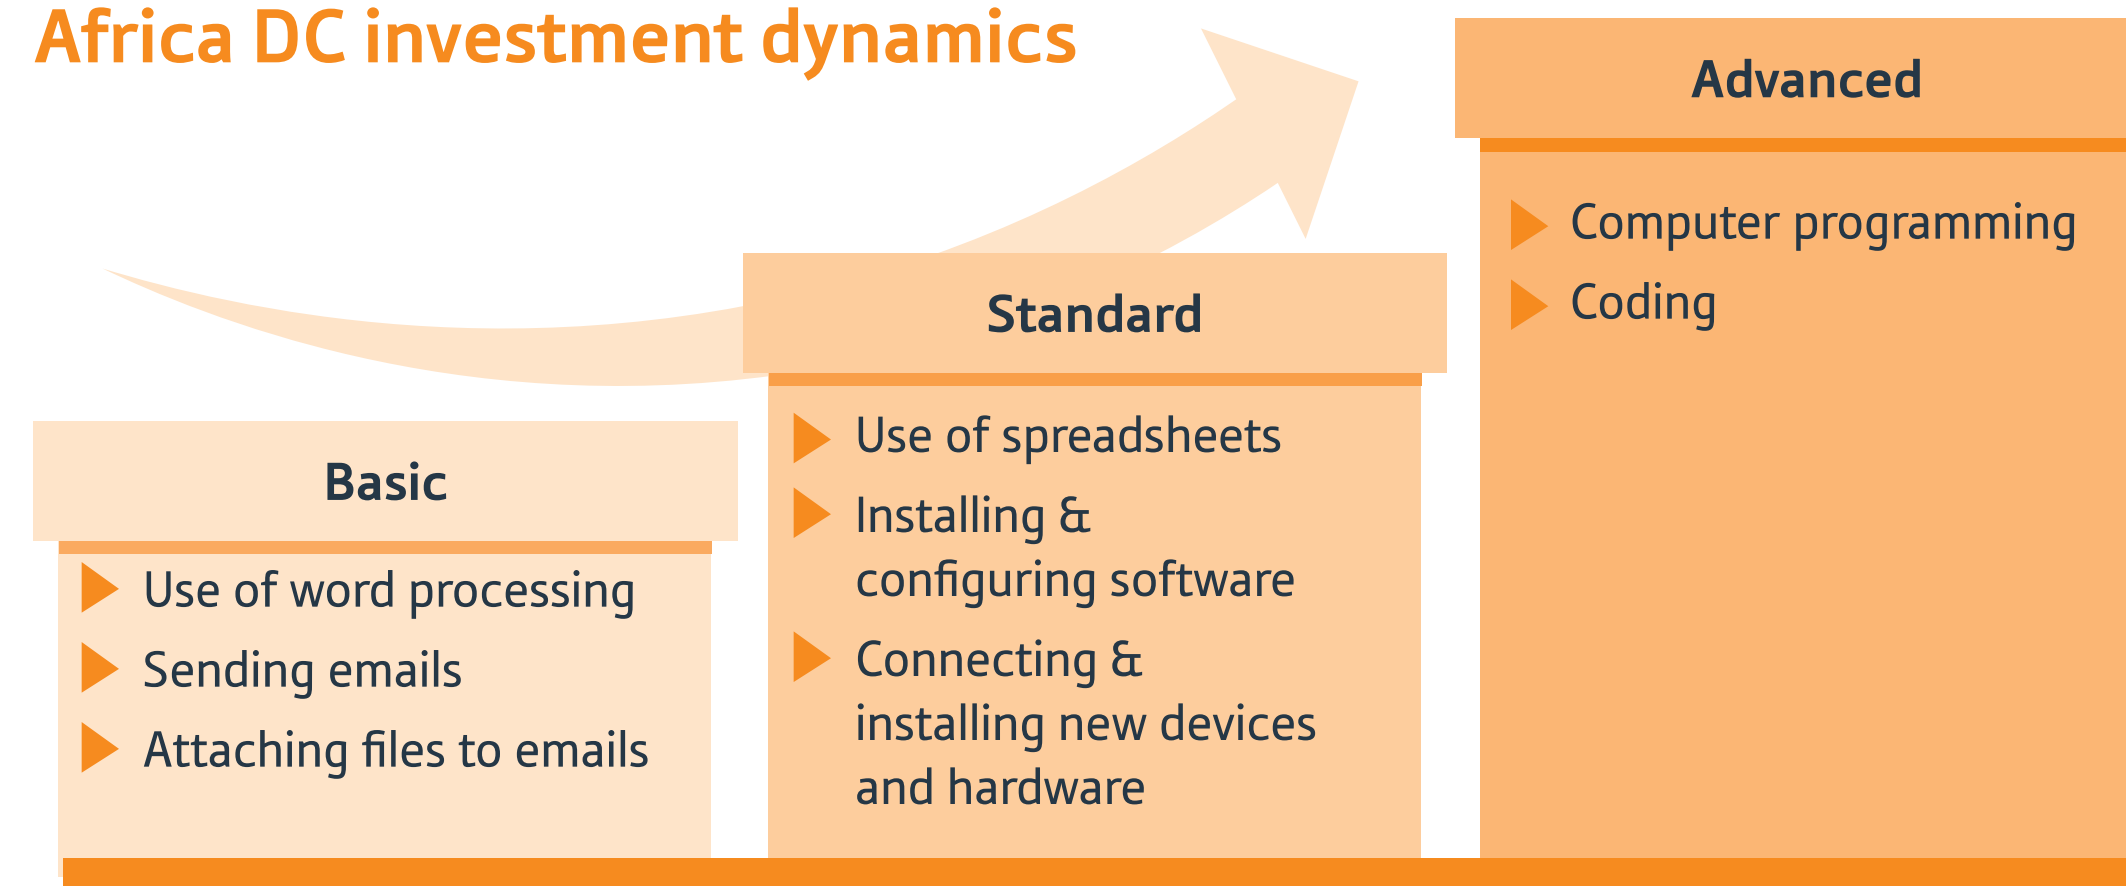 Africa DC investment dynamics
Basic
Use of word processing
Sending emails
Attaching files to emails
Standard
Use of spreadsheets
Installing &
configuring software
Connecting &
installing new devices
and hardware
Advanced
Computer programming
Coding